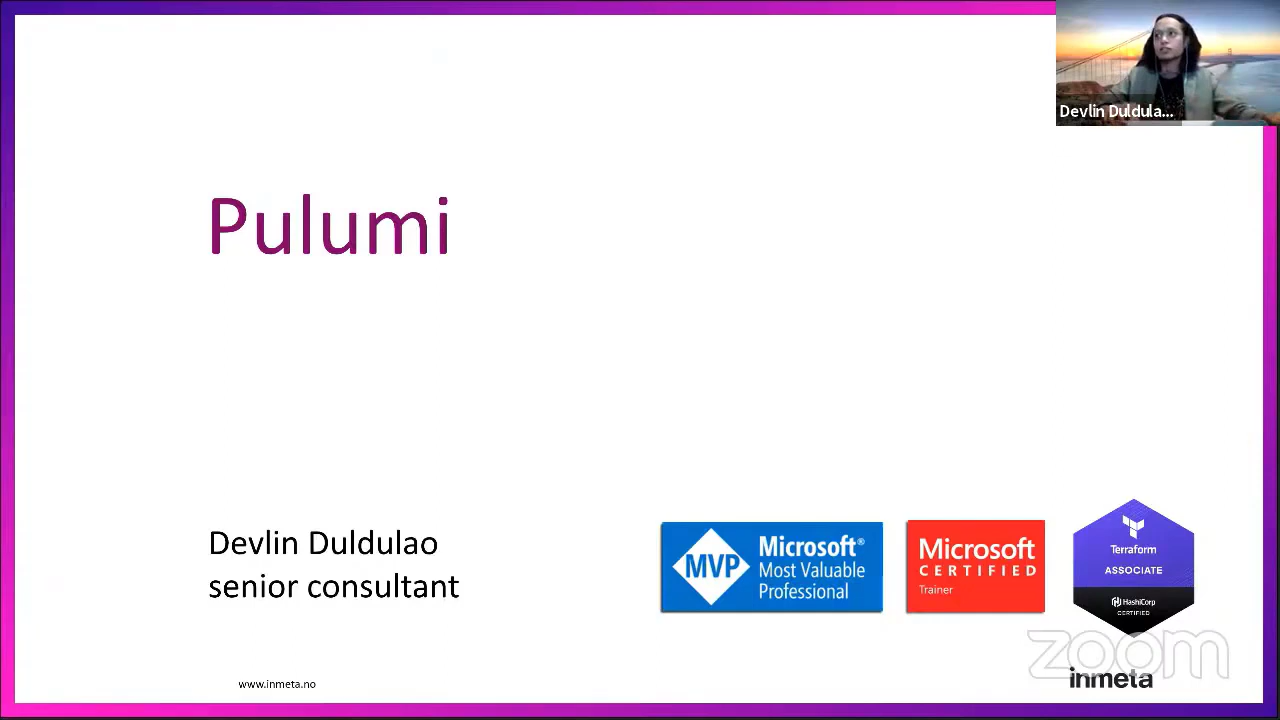 Devlin Duldula...
Pulumi
Devlin Duldulao
senior consultant
MVP
Microsoft®
Most Valuable
Professional
Microsoft
CERTIFIED
Trainer
Terraform
ASSOCIATE
HashiCorp
CERTIFIED
zoom
www.inmeta.no
inmeta